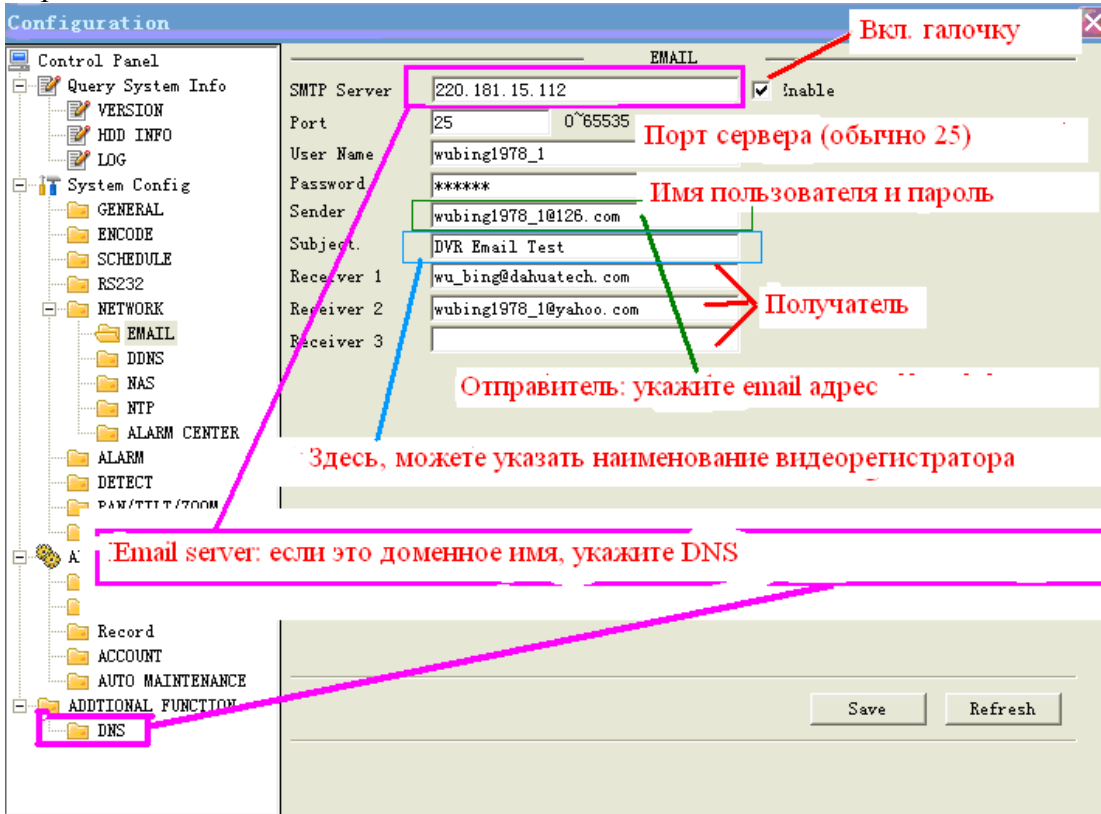 Configuration
Вкл. галочку
Control Panel
Query System Info
VERSION
HDD INFO
LOG
System Config
GENERAL
ENCODE
SCHEDULE
RS232
NETWORK
EMAIL
DDNS
NAS
NTP
ALARM CENTER
ALARM
DETECT
PAN/TILT/ZOOM
A
Record
ACCOUNT
AUTO MAINTENANCE
ADDTIONAL FUNCTION
DNS
EMAIL
SMTP Server 220.181.15.112 Enable
Port 25 0~65535
Порт сервера (обычно 25)
User Name wubing1978_1
Password ******
Имя пользователя и пароль
Sender wubing1978_1@126.com
Subject. DVR Email Test
Receiver 1 wu_bing@dahuatech.com
Receiver 2 wubing1978_1@yahoo.com
Получатель
Receiver 3
Отправитель: укажите email адрес
Здесь, можете указать наименование видеорегистратора
Email server: если это доменное имя, укажите DNS
Save Refresh